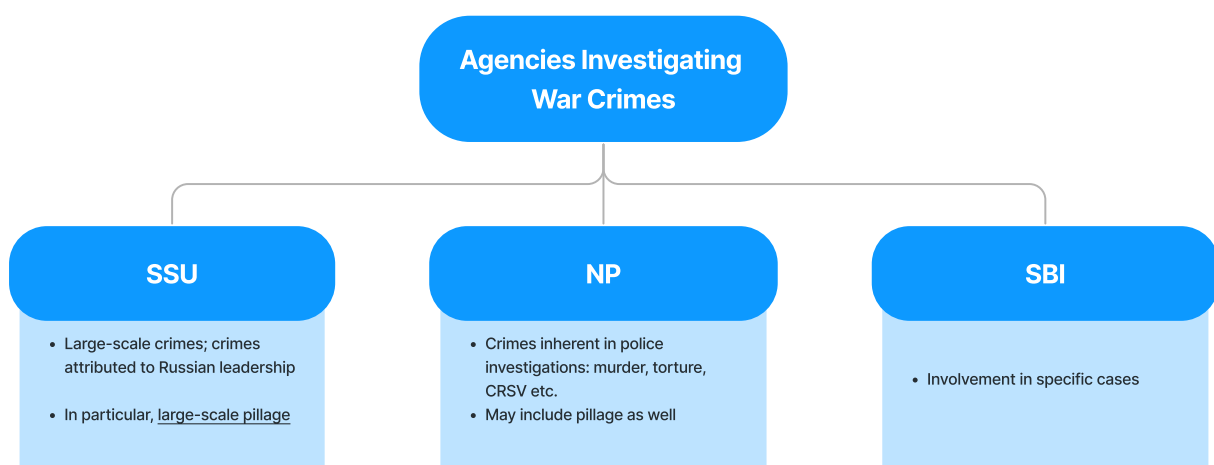 Agencies Investigating
War Crimes
SSU
• Large-scale crimes; crimes
attributed to Russian leadership
• In particular, large-scale pillage
NP
• Crimes inherent in police
investigations: murder, torture,
CRSV etc.
• May include pillage as well
SBI
• Involvement in specific cases